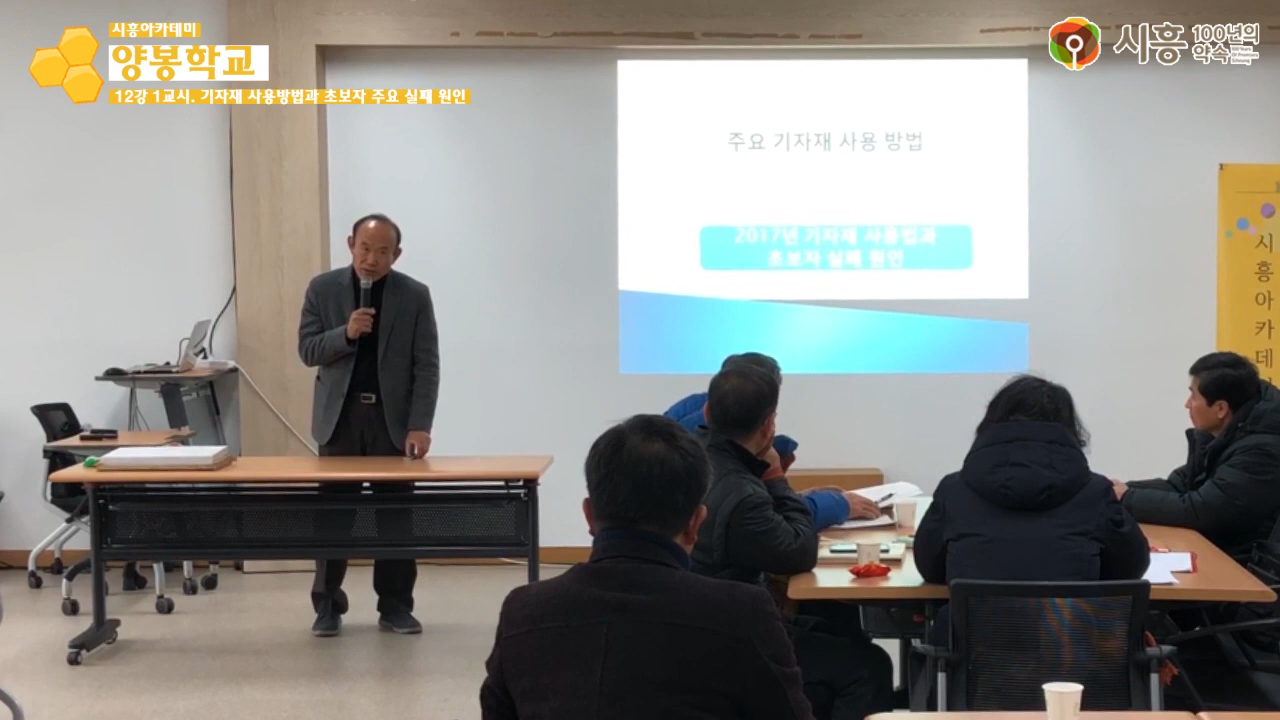 시흥아카데미
양봉학교
12강 1교시. 기자재 사용방법과 초보자 주요 실패 원인
시흥
100년의
약속
주요 기자재 사용 방법
2017년 기자재 사용법과
초보자 실패 원인
시흥아카데